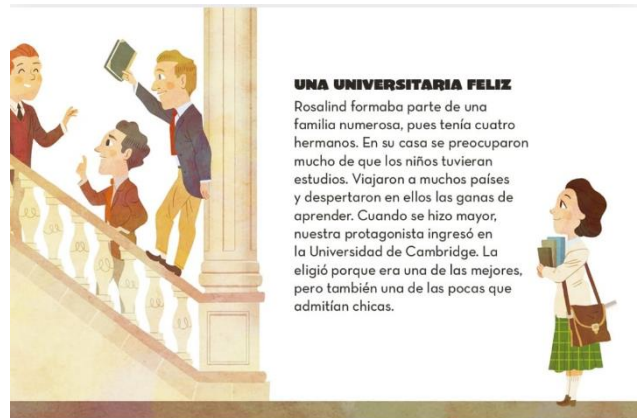 UNA UNIVERSITARIA FELIZ
Rosalind formaba parte de una
familia numerosa, pues tenía cuatro
hermanos. En su casa se preocuparon
mucho de que los niños tuvieran
estudios. Viajaron a muchos países
y despertaron en ellos las ganas de
aprender. Cuando se hizo mayor,
nuestra protagonista ingresó en
la Universidad de Cambridge. La
eligió porque era una de las mejores,
pero también una de las pocas que
admitían chicas.